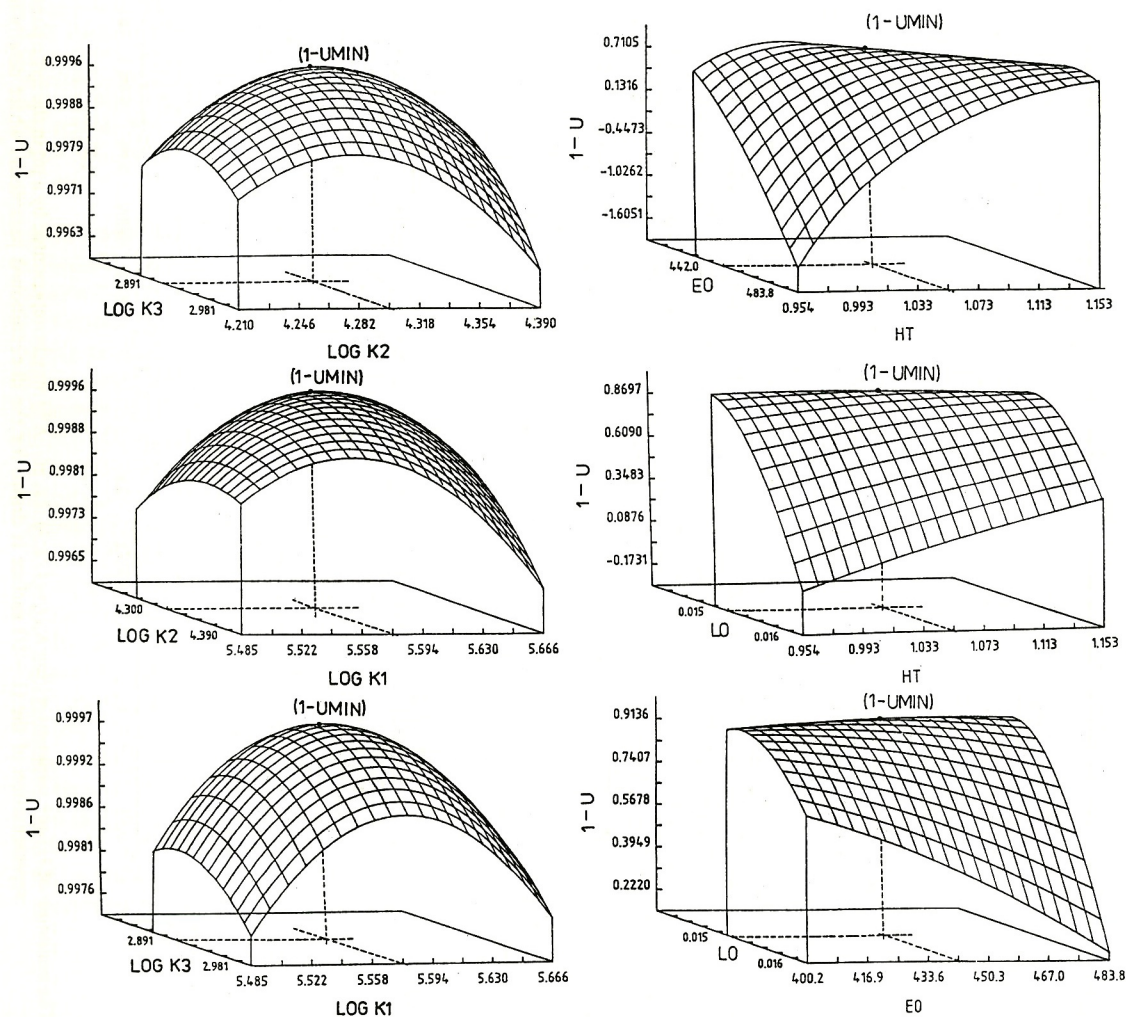 (1-UMIN)
1-U
0.9996
0.9988
0.9979
0.9971
0.9963
2.891
2.981
LOG K3
4.210 4.246 4.282 4.318 4.354 4.390
LOG K2
(1-UMIN)
1-U
0.7105
0.1316
-0.4473
-1.0262
-1.6051
442.0
483.8
EO
0.954 0.993 1.033 1.073 1.113 1.153
HT
(1-UMIN)
1-U
0.9996
0.9988
0.9981
0.9973
0.9965
4.300
4.390
LOG K2
5.485 5.522 5.558 5.594 5.630 5.666
LOG K1
(1-UMIN)
1-U
0.8697
0.6090
0.3483
0.0876
-0.1731
0.015
0.016
LO
0.954 0.993 1.033 1.073 1.113 1.153
HT
(1-UMIN)
1-U
0.9997
0.9992
0.9986
0.9981
0.9976
2.891
2.981
LOG K3
5.485 5.522 5.558 5.594 5.630 5.666
LOG K1
(1-UMIN)
1-U
0.9136
0.7407
0.5678
0.3949
0.2220
0.015
0.016
LO
400.2 416.9 433.6 450.3 467.0 483.8
EO